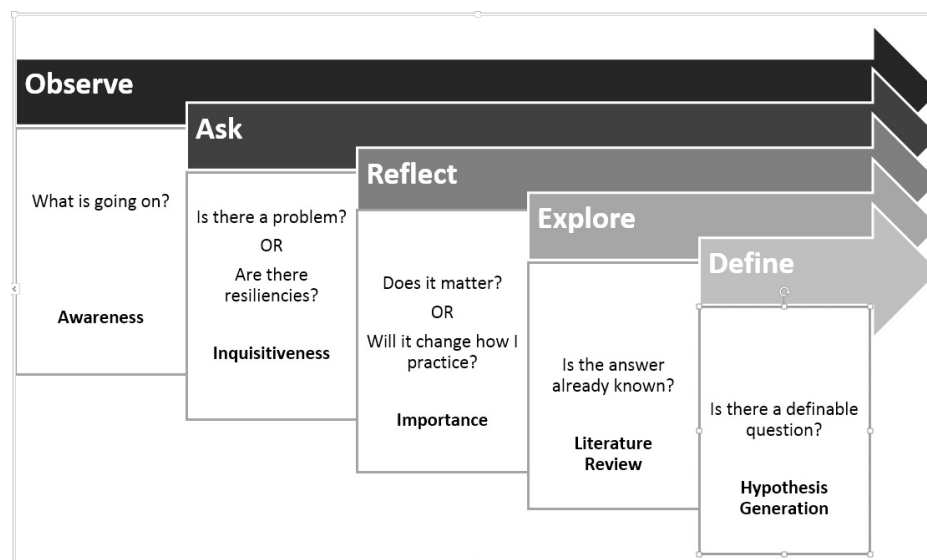 Observe
What is going on?
Awareness
Ask
Is there a problem?
OR
Are there
resiliencies?
Inquisitiveness
Reflect
Does it matter?
OR
Will it change how I
practice?
Importance
Explore
Is the answer
already known?
Literature
Review
Define
Is there a definable
question?
Hypothesis
Generation